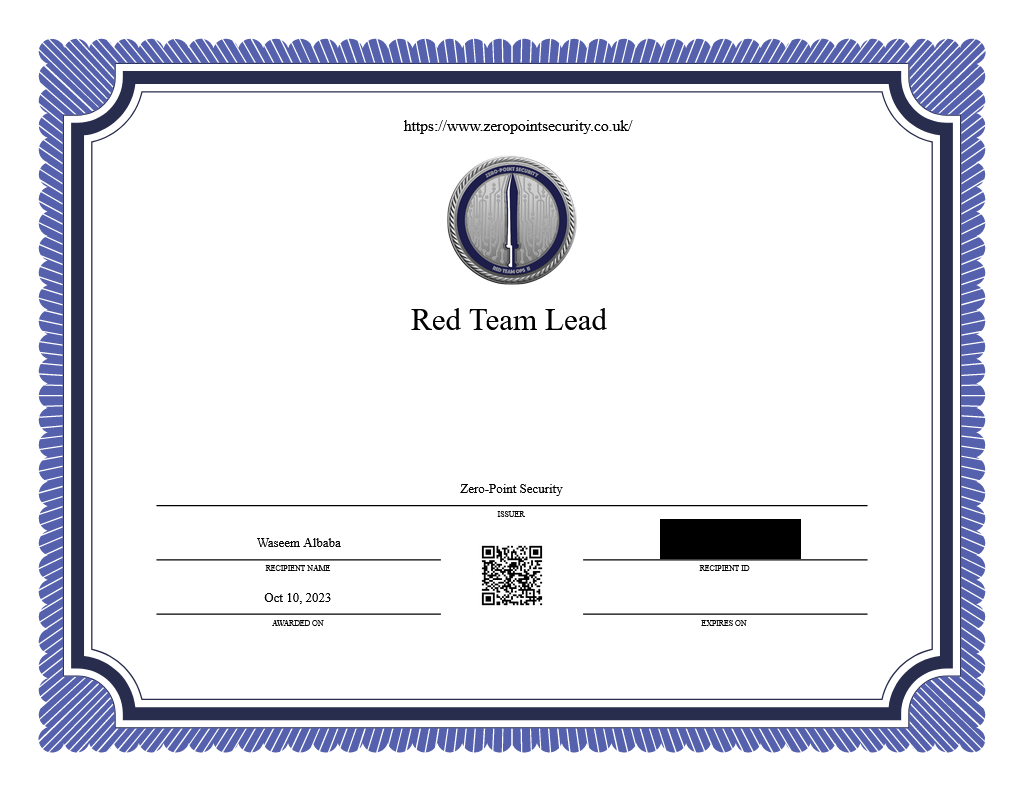 https://www.zeropointsecurity.co.uk/
ZERO-POINT SECURITY
RED TEAM OPS II
Red Team Lead
Zero-Point Security
ISSUER
Waseem Albaba
RECIPIENT NAME
RECIPIENT ID
Oct 10, 2023
AWARDED ON
EXPIRES ON